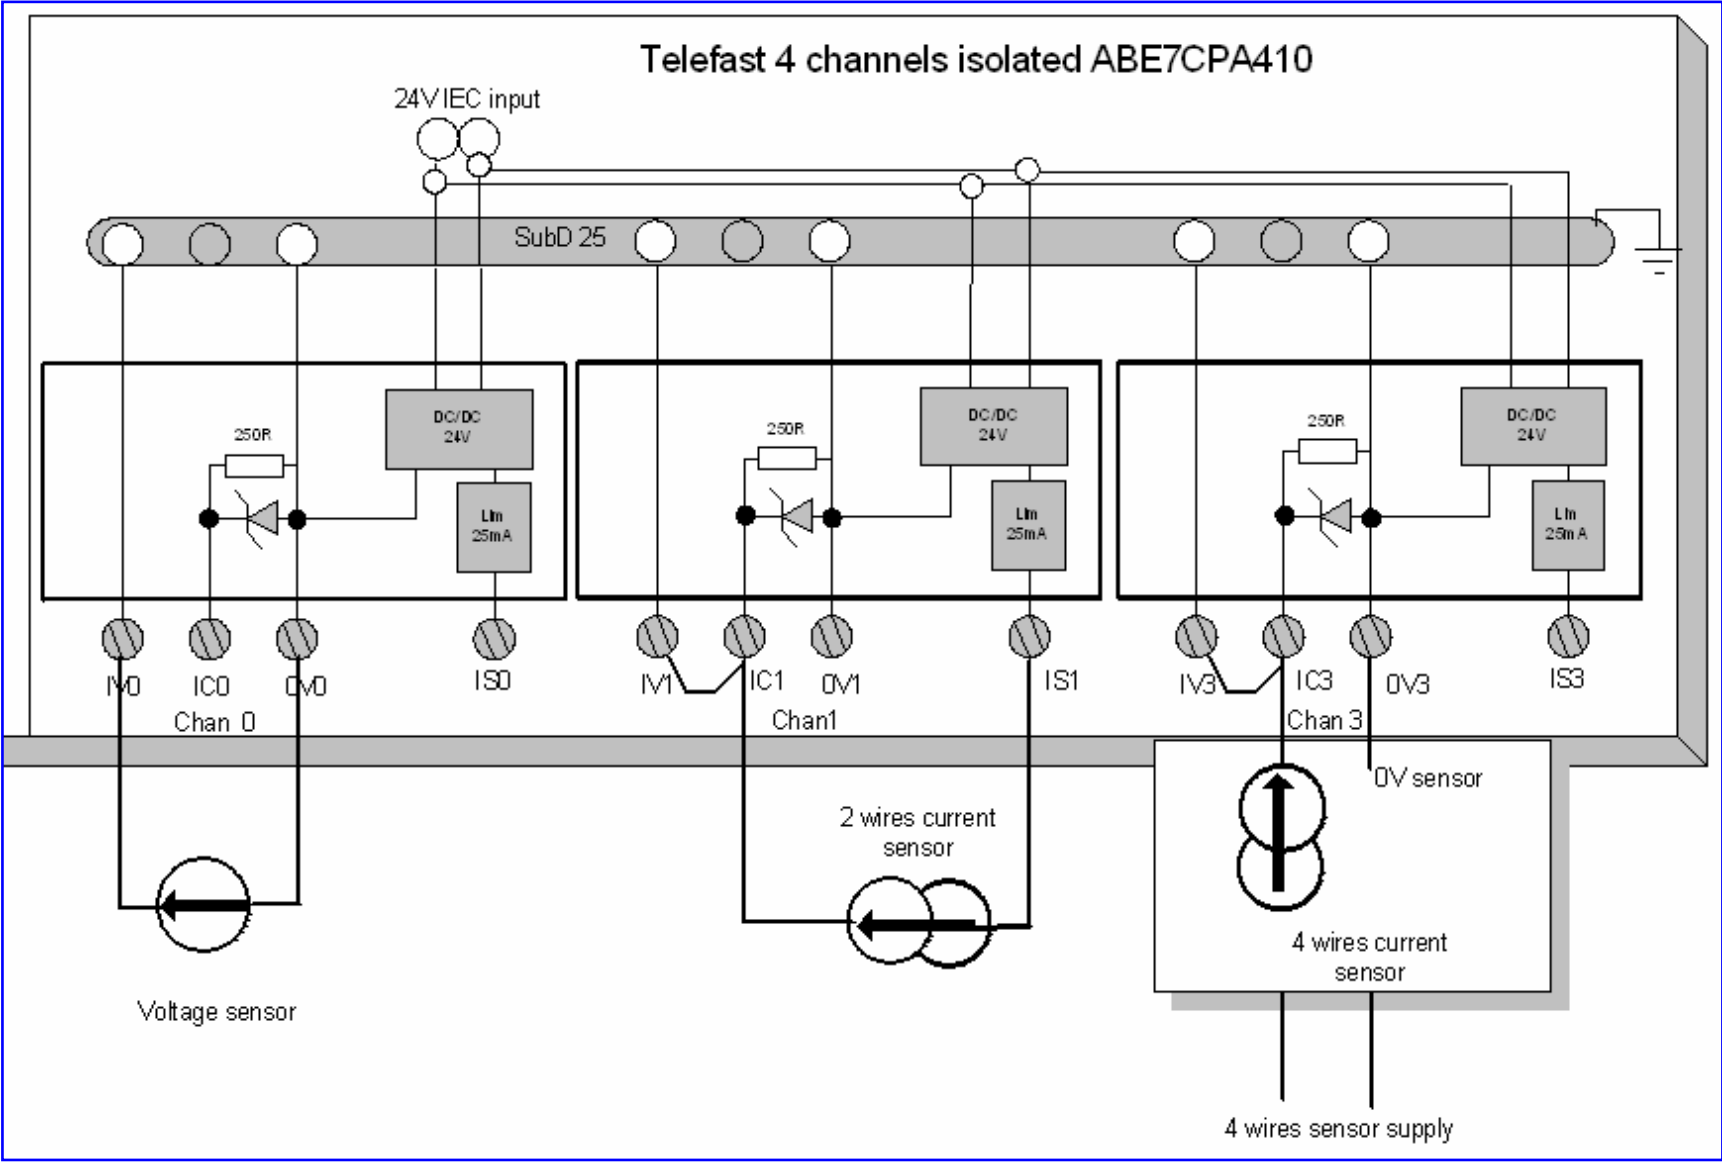 Telefast 4 channels isolated ABE7CPA410
24V IEC input
SubD 25
250R
DC/DC
24V
Lim
25mA
250R
DC/DC
24V
Lim
25mA
250R
DC/DC
24V
Lim
25mA
IV0
IC0
0V0
IS0
IV1
IC1
0V1
IS1
IV3
IC3
0V3
IS3
Chan 0
Chan1
Chan 3
0V sensor
2 wires current
sensor
4 wires current
sensor
Voltage sensor
4 wires sensor supply